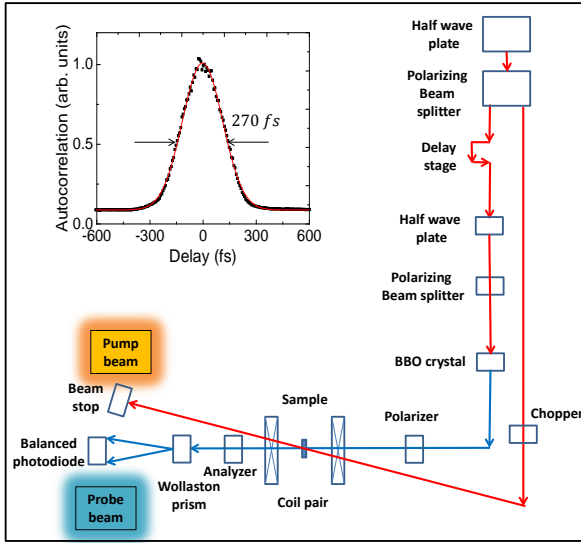 Autocorrelation (arb. units)
1.0
0.5
0.0
-600
-300
0
300
600
Delay (fs)
270 fs
Half wave
plate
Polarizing
Beam splitter
Delay
stage
Half wave
plate
Polarizing
Beam splitter
BBO crystal
Chopper
Polarizer
Sample
Coil pair
Analyzer
Wollaston
prism
Balanced
photodiode
Beam
stop
Pump
beam
Probe
beam